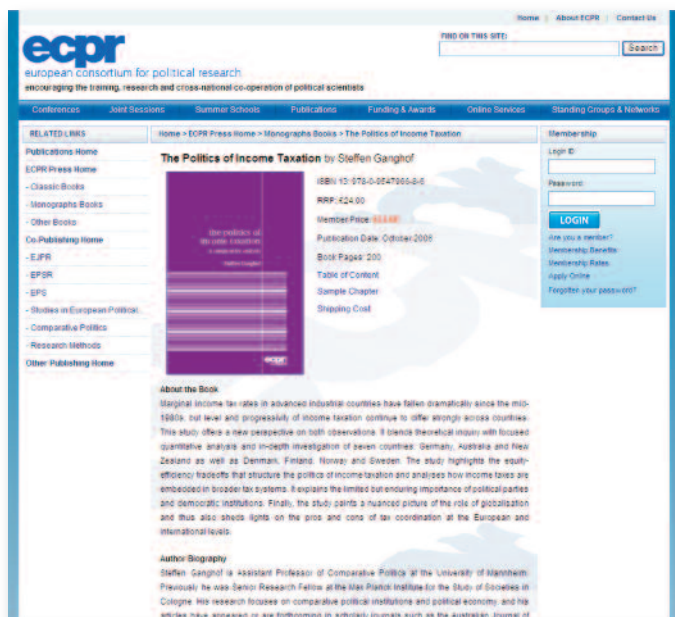 Home | About ECPR | Contact Us
FIND ON THIS SITE:
Search
ecpr
european consortium for political research
encouraging the training, research and cross-national co-operation of political scientists
Conferences Joint Sessions Summer Schools Publications Funding & Awards Online Services Standing Groups & Networks
RELATED LINKS
Publications Home
ECPR Press Home
- Classic Books
- Monographs Books
- Other Books
Co-Publishing Home
- EJPR
- EPSR
- EPS
- Studies in European Political...
- Comparative Politics
- Research Methods
Other Publishing Home
Home > ECPR Press Home > Monographs Books > The Politics of Income Taxation
The Politics of Income Taxation by Steffen Ganghof
the politics of
income taxation
steffen ganghof
ecpr
RRP: £24.00
Member Price:
Publication Date: October 2006
Book Pages: 200
Table of Content
Sample Chapter
Shipping Cost
About the Book
Marginal income tax rates in advanced industrial countries have fallen dramatically since the mid-
1980s, but level and progressivity of income taxation continue to differ strongly across countries.
This study offers a new perspective on both observations. It blends theoretical inquiry with focused
quantitative analysis and in-depth investigation of seven countries: Germany, Australia and New
Zealand as well as Denmark, Finland, Norway and Sweden. The study highlights the equity-
efficiency tradeoffs that structure the politics of income taxation and analyses how income taxes are
embedded in broader tax systems. It explains the limited but enduring importance of political parties
and democratic institutions. Finally, the study paints a nuanced picture of the role of globalisation
and thus also sheds lights on the pros and cons of tax coordination at the European and
international levels.
Author Biography
Steffen Ganghof is Assistant Professor of Comparative Politics at the University of Mannheim.
Previously he was Senior Research Fellow at the Max Planck Institute for the Study of Societies in
Cologne. His research focuses on comparative political institutions and political economy, and his
articles have appeared or are forthcoming in scholarly journals such as the Australian Journal of
Membership
Login ID:
Password:
LOGIN
Are you a member?
Membership Benefits
Membership Rates
Apply Online
Forgotten your password?